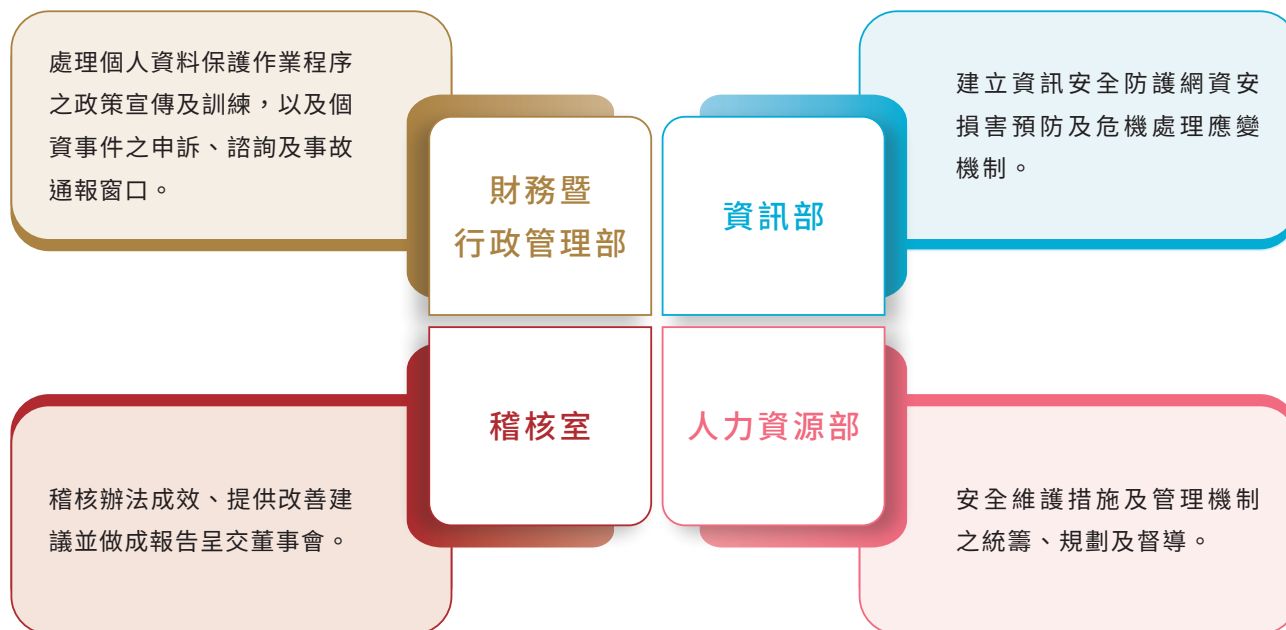 處理個人資料保護作業程序
之政策宣傳及訓練，以及個
資事件之申訴、諮詢及事故
通報窗口。
財務暨
行政管理部
資訊部
建立資訊安全防護網資安
損害預防及危機處理應變
機制。
稽核室
稽核辦法成效、提供改善建
議並做成報告呈交董事會。
人力資源部
安全維護措施及管理機制
之統籌、規劃及督導。